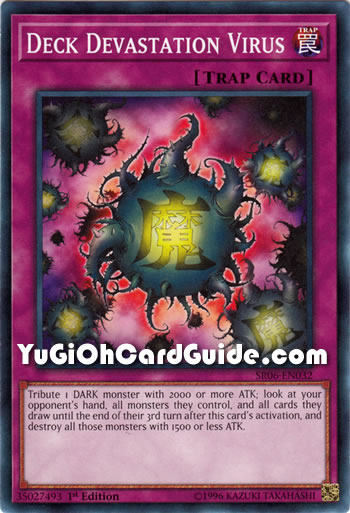 DECK DEVASTATION VIRUS
TRAP
罠
[TRAP CARD]
魔
魔
魔
YuGiOhCardGuide.com
SR06-EN032
Tribute 1 DARK monster with 2000 or more ATK; look at your
opponent's hand, all monsters they control, and all cards they
draw until the end of their 3rd turn after this card's activation, and
destroy all those monsters with 1500 or less ATK.
35027493
1st Edition
©1996 KAZUKI TAKAHASHI